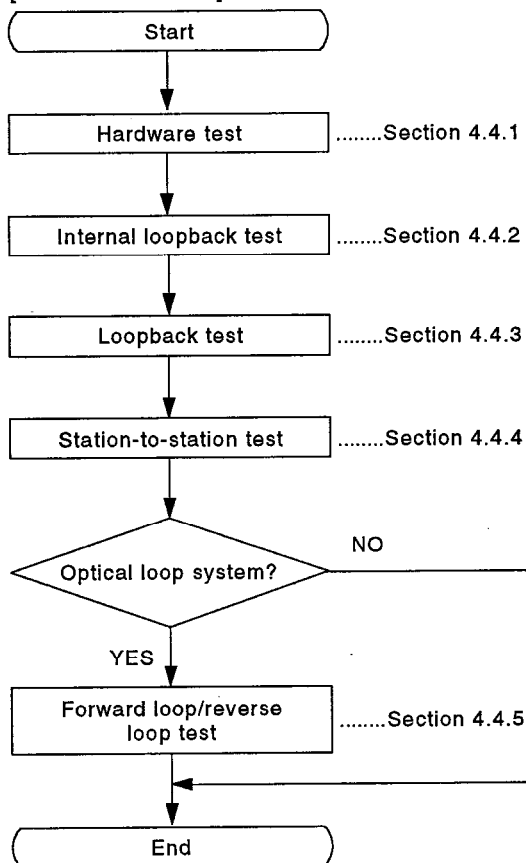 Start
Hardware test ........Section 4.4.1
Internal loopback test ........Section 4.4.2
Loopback test ........Section 4.4.3
Station-to-station test ........Section 4.4.4
NO
Optical loop system?
YES
Forward loop/reverse
loop test ........Section 4.4.5
End